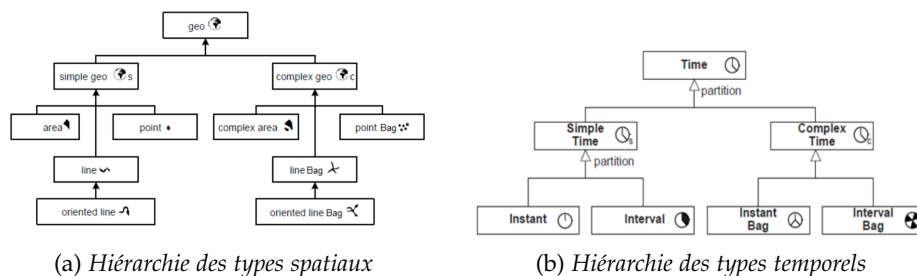 geo
simple geo s
complex geo c
area
point
complex area
point Bag
line
line Bag
oriented line
oriented line Bag
(a) Hiérarchie des types spatiaux
Time
partition
Simple
Time s
Complex
Time c
partition
Instant
Interval
Instant
Bag
Interval
Bag
(b) Hiérarchie des types temporels